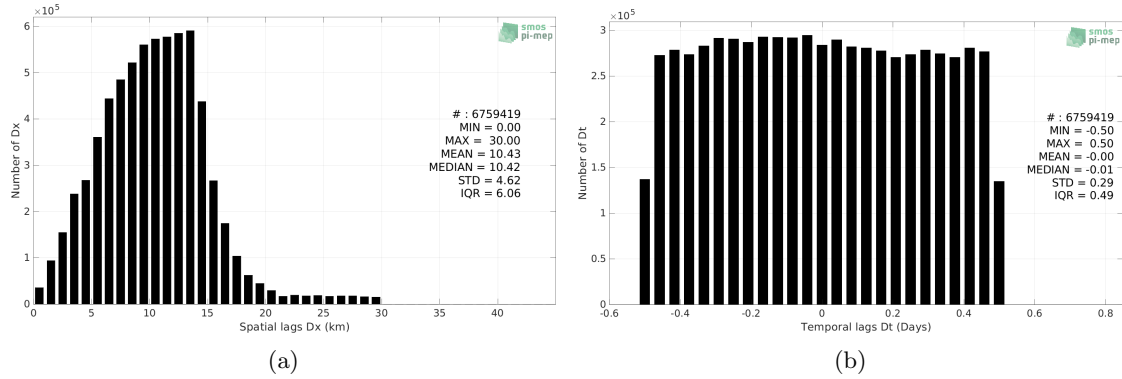 ×10^5
6
5
4
3
2
1
0
Number of Dx
0 5 10 15 20 25 30 35 40
Spatial lags Dx (km)
smos
pi-mep
# : 6759419
MIN = 0.00
MAX = 30.00
MEAN = 10.43
MEDIAN = 10.42
STD = 4.62
IQR = 6.06
(a)
×10^5
3
2.5
2
1.5
1
0.5
0
Number of Dt
-0.6 -0.4 -0.2 0 0.2 0.4 0.6 0.8
Temporal lags Dt (Days)
smos
pi-mep
# : 6759419
MIN = -0.50
MAX = 0.50
MEAN = -0.00
MEDIAN = -0.01
STD = 0.29
IQR = 0.49
(b)